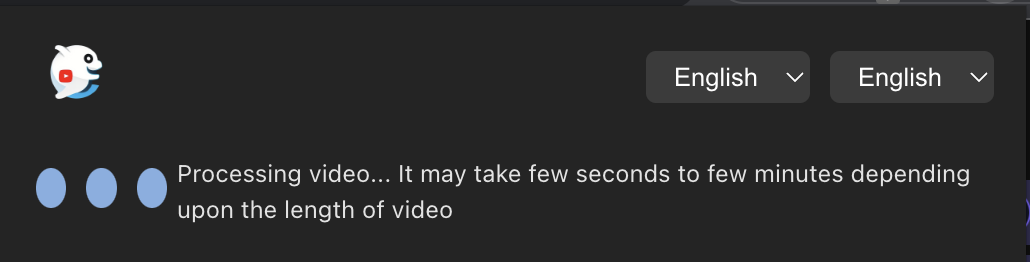 English English
Processing video... It may take few seconds to few minutes depending
upon the length of video